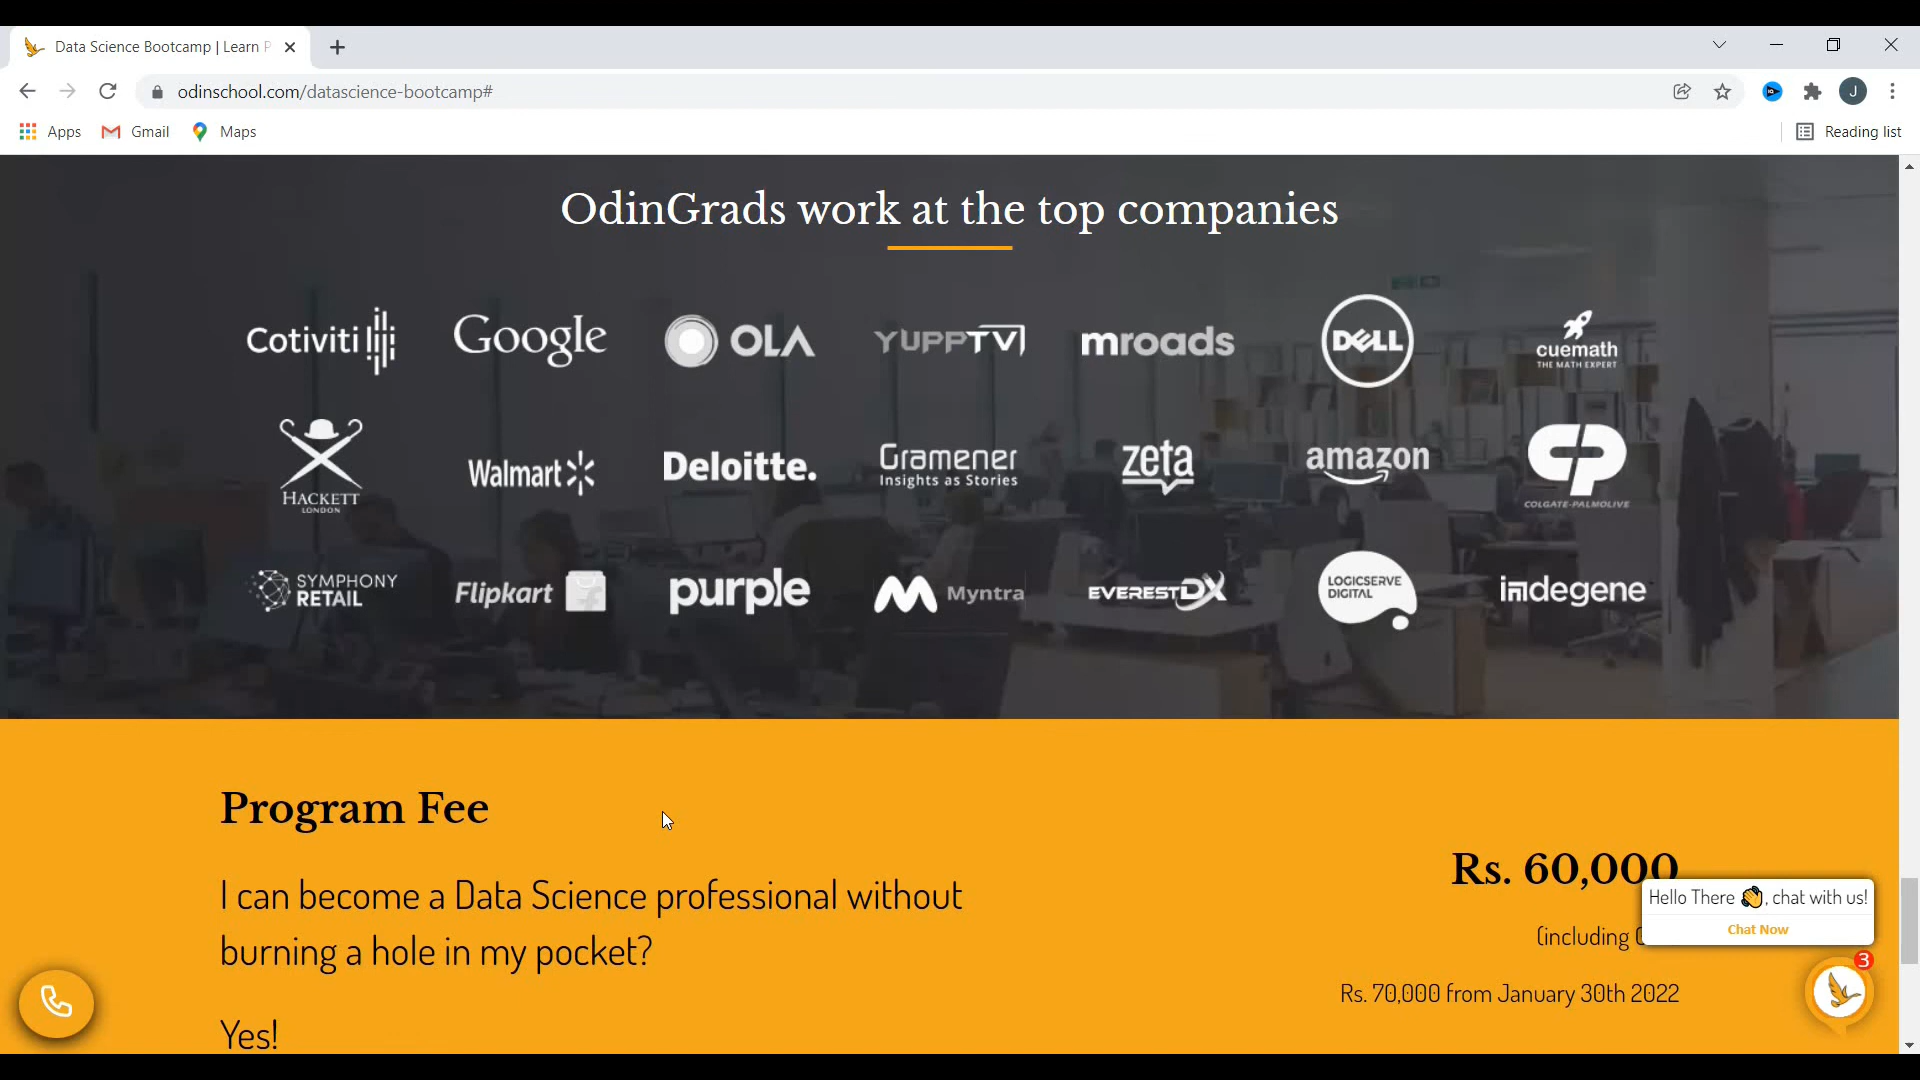 Data Science Bootcamp | Learn P
odinschool.com/datascience-bootcamp#
J
Apps
Gmail
Maps
Reading list
OdinGrads work at the top companies
Cotiviti
Google
OLA
YUPPTV
mroads
DELL
cuemath
THE MATH EXPERT
HACKETT
LONDON
Walmart
Deloitte.
Gramener
Insights as Stories
zeta
amazon
CP
COLGATE-PALMOLIVE
SYMPHONY
RETAIL
Flipkart
purple
Myntra
EVERESTDX
LOGICSERVE
DIGITAL
indegene
Program Fee
I can become a Data Science professional without
burning a hole in my pocket?
Yes!
Rs. 60,000
(including
Rs. 70,000 from January 30th 2022
Hello There 👋, chat with us!
Chat Now
3